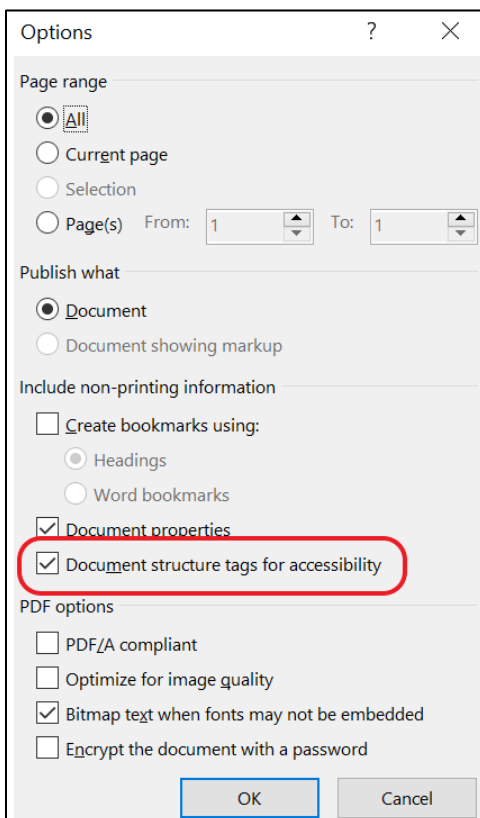 Options ?
Page range
All
Current page
Selection
Page(s) From: 1 To: 1
Publish what
Document
Document showing markup
Include non-printing information
Create bookmarks using:
Headings
Word bookmarks
Document properties
Document structure tags for accessibility
PDF options
PDF/A compliant
Optimize for image quality
Bitmap text when fonts may not be embedded
Encrypt the document with a password
OK Cancel